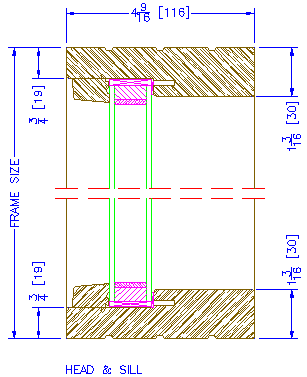 4 9/16 [116]
3/4 [19]
1 3/16 [30]
FRAME SIZE
3/4 [19]
1 3/16 [30]
HEAD & SILL